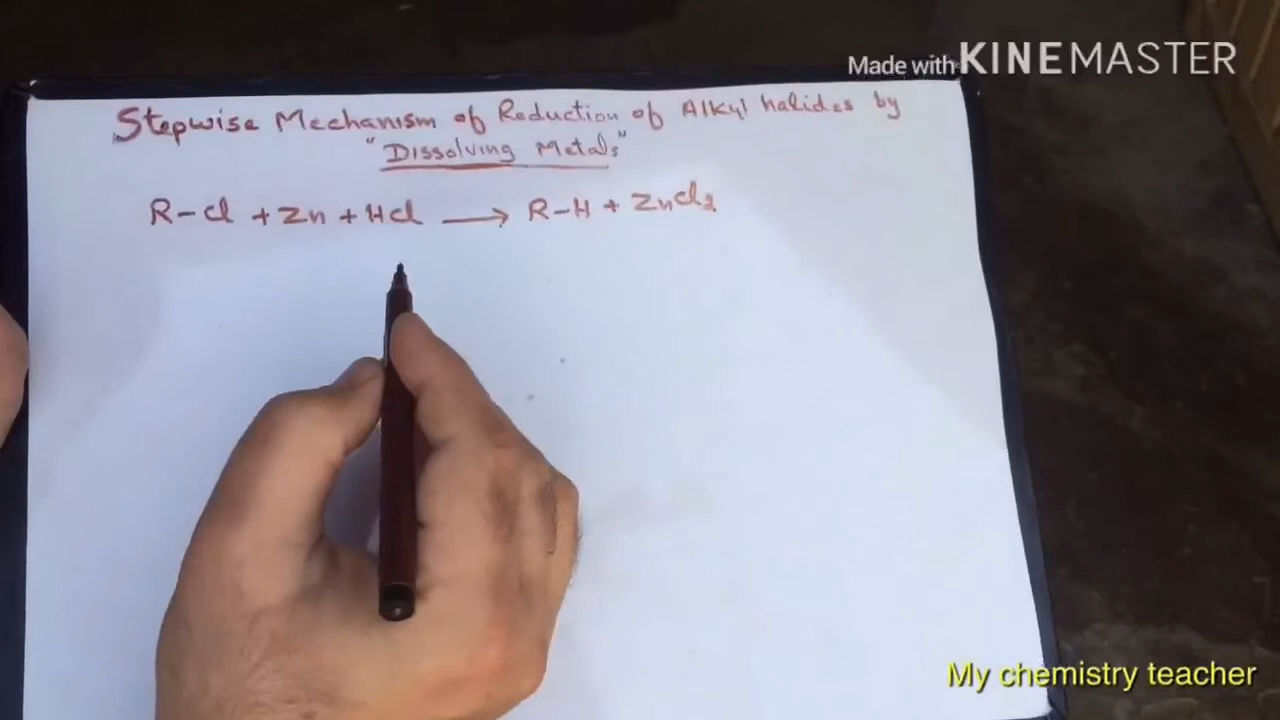 Made with KINEMASTER
Stepwise Mechanism of Reduction of Alkyl halides by
"Dissolving Metals"
R-Cl + Zn + HCl ⟶ R-H + ZnCl2
My chemistry teacher